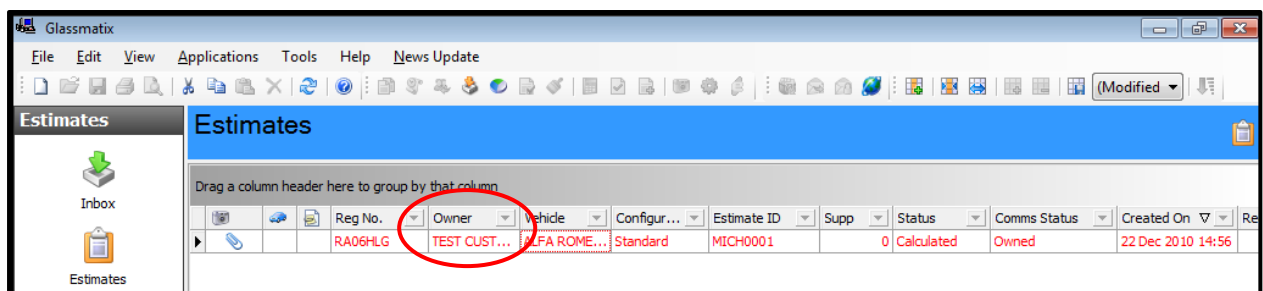 Glassmatix
File Edit View Applications Tools Help News Update
(Modified
Estimates
Estimates
Inbox
Estimates
Drag a column header here to group by that column
Reg No. Owner Vehicle Configur... Estimate ID Supp Status Comms Status Created On Re
RA06HLG TEST CUST... ALFA ROME... Standard MICH0001 0 Calculated Owned 22 Dec 2010 14:56